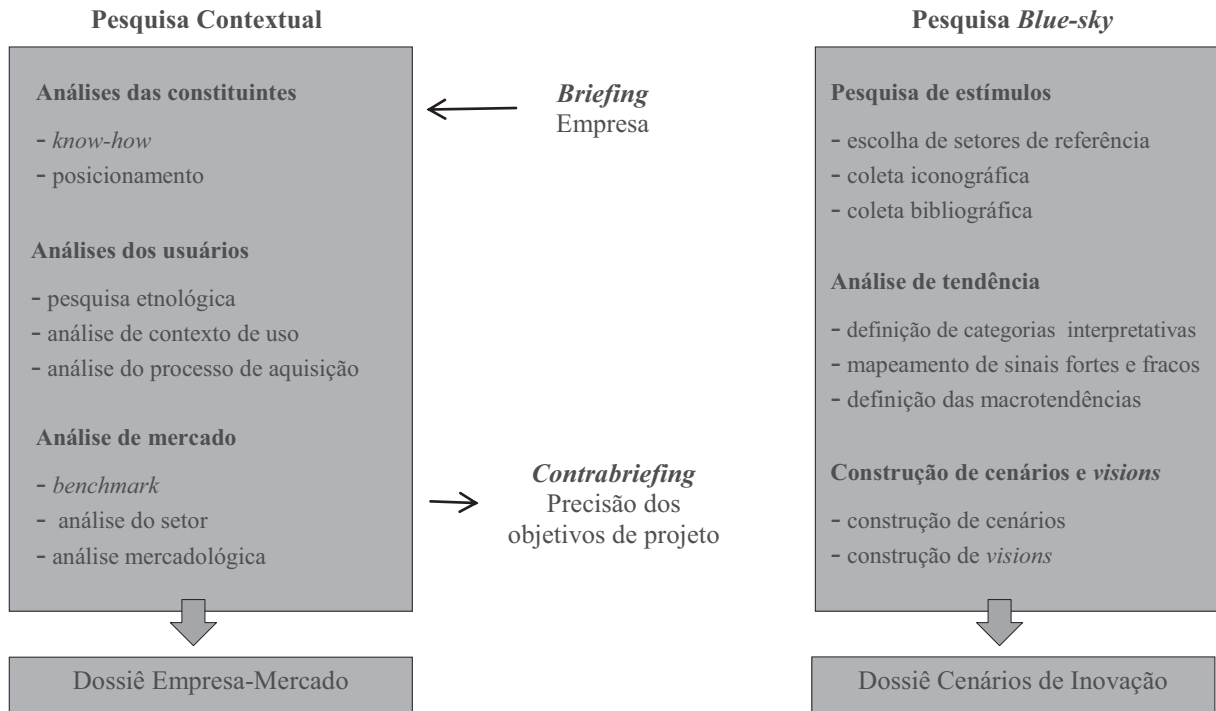 Pesquisa Contextual
Análises das constituintes
- know-how
- posicionamento
Análises dos usuários
- pesquisa etnológica
- análise de contexto de uso
- análise do processo de aquisição
Análise de mercado
- benchmark
- análise do setor
- análise mercadológica
Dossiê Empresa-Mercado
Briefing
Empresa
Contrabriefing
Precisão dos
objetivos de projeto
Pesquisa Blue-sky
Pesquisa de estímulos
- escolha de setores de referência
- coleta iconográfica
- coleta bibliográfica
Análise de tendência
- definição de categorias interpretativas
- mapeamento de sinais fortes e fracos
- definição das macrotendências
Construção de cenários e visions
- construção de cenários
- construção de visions
Dossiê Cenários de Inovação